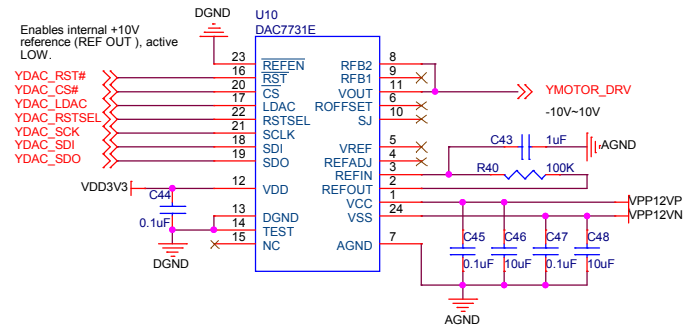 DGND
U10
DAC7731E
Enables internal +10V
reference (REF OUT ), active
LOW.
23 REFEN RFB2 8
YDAC_RST# 16 RST RFB1 9
YDAC_CS# 20 CS VOUT 11 YMOTOR_DRV
YDAC_LDAC 17 LDAC ROFFSET 6
YDAC_RSTSEL 22 RSTSEL SJ 10 -10V~10V
YDAC_SCK 21 SCLK
YDAC_SDI 18 SDI VREF 5 C43 1uF AGND
YDAC_SDO 19 SDO REFADJ 4
REFIN 3 R40 100K
VDD3V3 12 VDD REFOUT 2
C44 VCC 1 VPP12VP
0.1uF 13 DGND VSS 24 VPP12VN
14 TEST
15 NC AGND 7 C45 C46 C47 C48
0.1uF 10uF 0.1uF 10uF
DGND
AGND